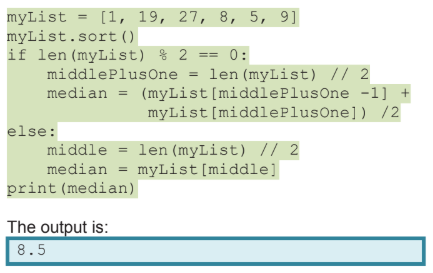 myList = [1, 19, 27, 8, 5, 9]
myList.sort()
if len(myList) % 2 == 0:
    middlePlusOne = len(myList) // 2
    median = (myList[middlePlusOne -1] +
              myList[middlePlusOne]) /2
else:
    middle = len(myList) // 2
    median = myList[middle]
print(median)
The output is:
8.5